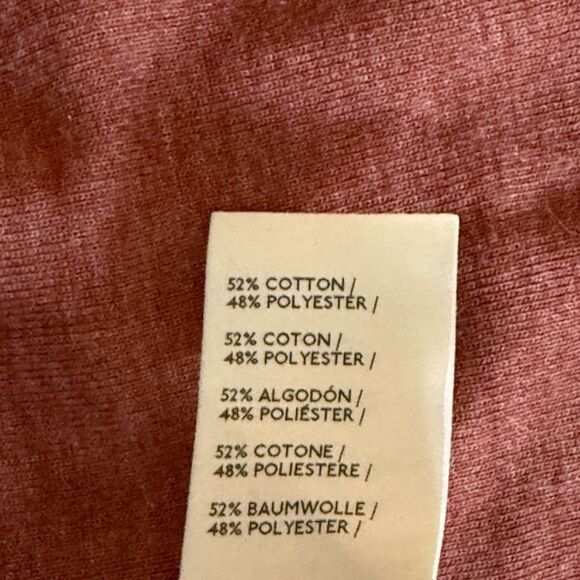 52% COTTON /
48% POLYESTER /
52% COTON /
48% POLYESTER /
52% ALGODÓN /
48% POLIÉSTER /
52% COTONE /
48% POLIESTERE /
52% BAUMWOLLE /
48% POLYESTER /